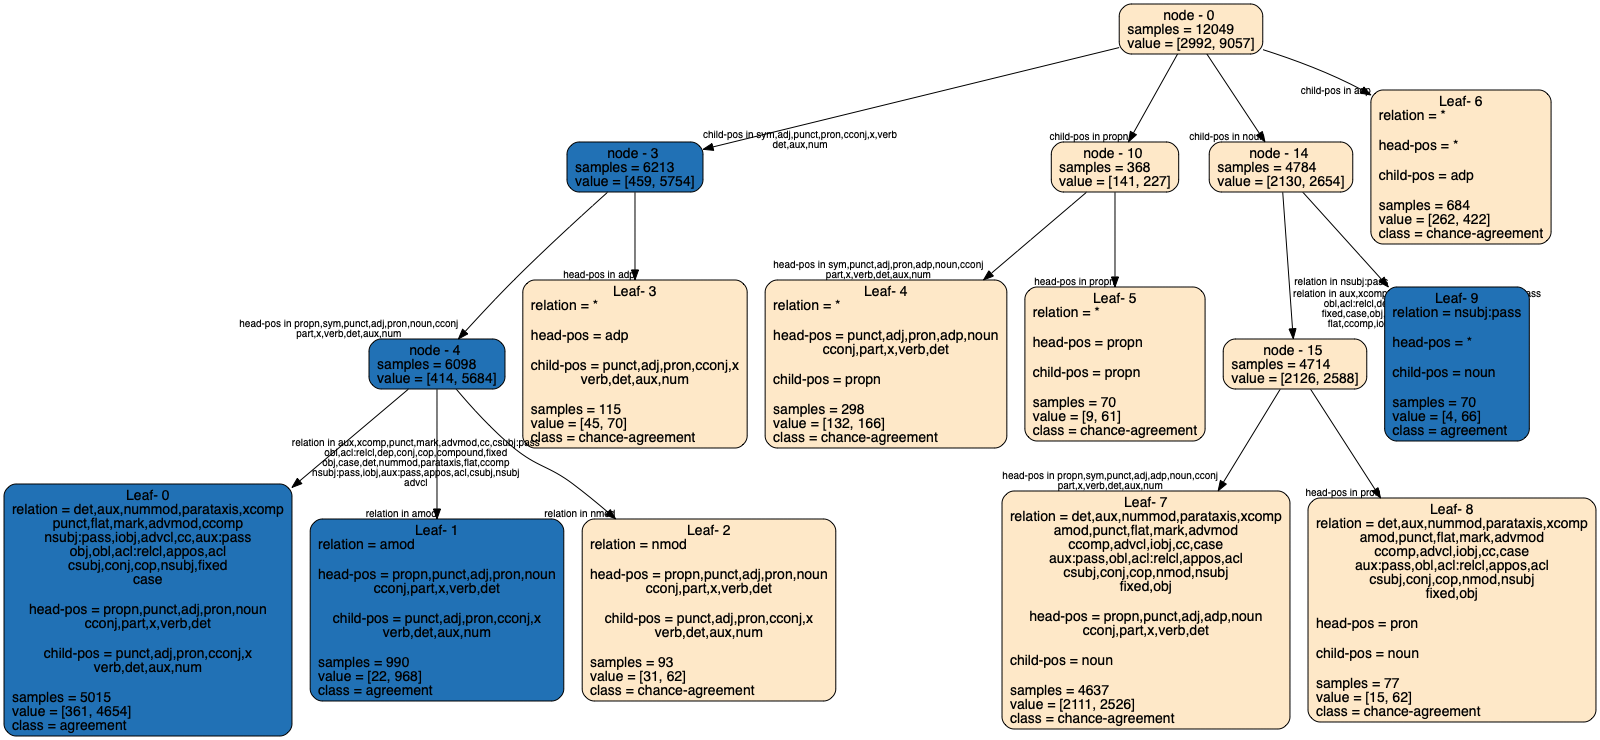 node - 0
samples = 12049
value = [2992, 9057]
child-pos in sym,adj,punct,pron,cconj,x,verb
det,aux,num
child-pos in propn
child-pos in noun
child-pos in adp
node - 3
samples = 6213
value = [459, 5754]
node - 10
samples = 368
value = [141, 227]
node - 14
samples = 4784
value = [2130, 2654]
Leaf- 6
relation = *
head-pos = *
child-pos = adp
samples = 684
value = [262, 422]
class = chance-agreement
head-pos in propn,sym,punct,adj,pron,noun,cconj
part,x,verb,det,aux,num
head-pos in adp
head-pos in sym,punct,adj,pron,adp,noun,cconj
part,x,verb,det,aux,num
head-pos in propn
relation in aux,xcomp
obl,acl:relcl,
fixed,case,obj
flat,ccomp,
relation in nsubj:pass
node - 4
samples = 6098
value = [414, 5684]
Leaf- 3
relation = *
head-pos = adp
child-pos = punct,adj,pron,cconj,x
verb,det,aux,num
samples = 115
value = [45, 70]
class = chance-agreement
Leaf- 4
relation = *
head-pos = punct,adj,pron,adp,noun
cconj,part,x,verb,det
child-pos = propn
samples = 298
value = [132, 166]
class = chance-agreement
Leaf- 5
relation = *
head-pos = propn
child-pos = propn
samples = 70
value = [9, 61]
class = chance-agreement
node - 15
samples = 4714
value = [2126, 2588]
Leaf- 9
relation = nsubj:pass
head-pos = *
child-pos = noun
samples = 70
value = [4, 66]
class = agreement
relation in aux,xcomp,punct,mark,advmod,cc,csubj:pass
obl,acl:relcl,dep,conj,cop,compound,fixed
obj,case,det,nummod,parataxis,flat,ccomp
nsubj:pass,iobj,aux:pass,appos,acl,csubj,nsubj
advcl
relation in amod
relation in nmod
head-pos in propn,sym,punct,adj,adp,noun,cconj
part,x,verb,det,aux,num
head-pos in pron
Leaf- 0
relation = det,aux,nummod,parataxis,xcomp
punct,flat,mark,advmod,ccomp
nsubj:pass,iobj,advcl,cc,aux:pass
obj,obl,acl:relcl,appos,acl
csubj,conj,cop,nsubj,fixed
case
head-pos = propn,punct,adj,pron,noun
cconj,part,x,verb,det
child-pos = punct,adj,pron,cconj,x
verb,det,aux,num
samples = 5015
value = [361, 4654]
class = agreement
Leaf- 1
relation = amod
head-pos = propn,punct,adj,pron,noun
cconj,part,x,verb,det
child-pos = punct,adj,pron,cconj,x
verb,det,aux,num
samples = 990
value = [22, 968]
class = agreement
Leaf- 2
relation = nmod
head-pos = propn,punct,adj,pron,noun
cconj,part,x,verb,det
child-pos = punct,adj,pron,cconj,x
verb,det,aux,num
samples = 93
value = [31, 62]
class = chance-agreement
Leaf- 7
relation = det,aux,nummod,parataxis,xcomp
amod,punct,flat,mark,advmod
ccomp,advcl,iobj,cc,case
aux:pass,obl,acl:relcl,appos,acl
csubj,conj,cop,nmod,nsubj
fixed,obj
head-pos = propn,punct,adj,adp,noun
cconj,part,x,verb,det
child-pos = noun
samples = 4637
value = [2111, 2526]
class = chance-agreement
Leaf- 8
relation = det,aux,nummod,parataxis,xcomp
amod,punct,flat,mark,advmod
ccomp,advcl,iobj,cc,case
aux:pass,obl,acl:relcl,appos,acl
csubj,conj,cop,nmod,nsubj
fixed,obj
head-pos = pron
child-pos = noun
samples = 77
value = [15, 62]
class = chance-agreement